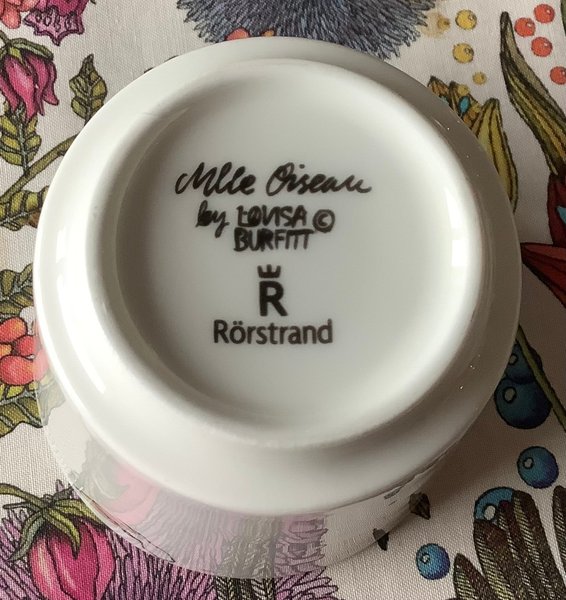 Mlle Oiseau
by LOVISA ©
BURFITT
R
Rörstrand